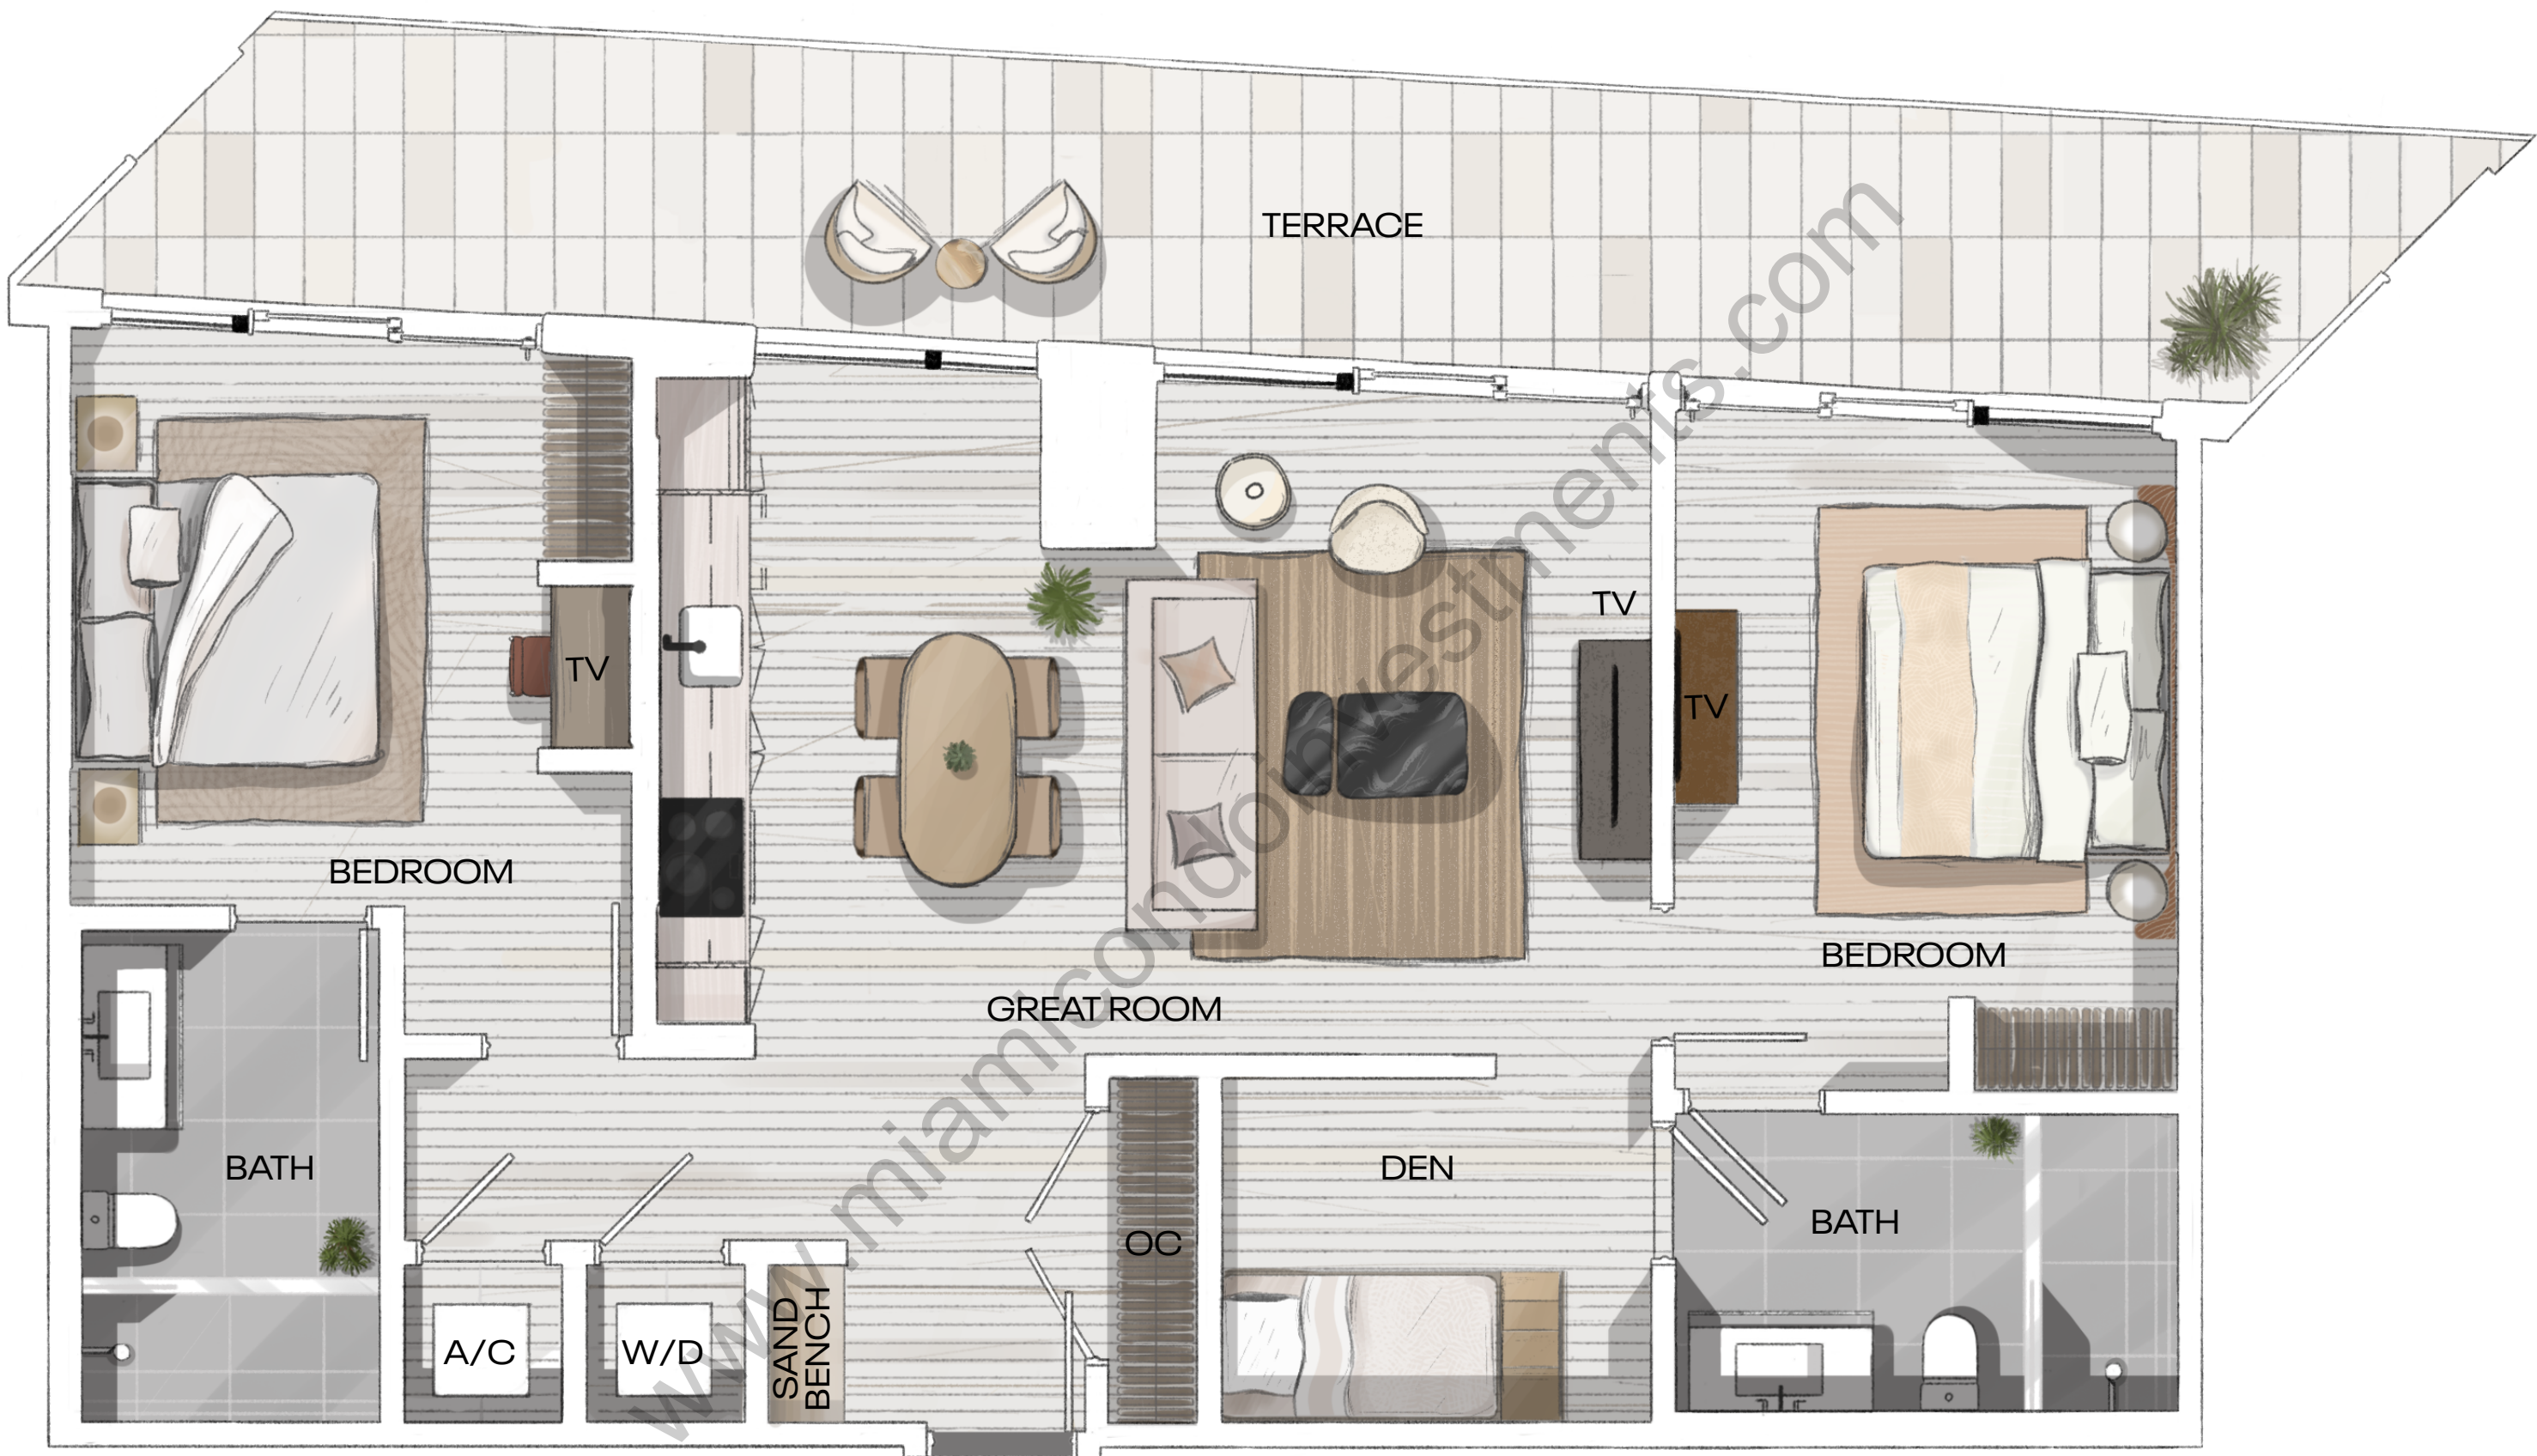 TERRACE
TV
TV
TV
BEDROOM
BEDROOM
GREAT ROOM
BATH
DEN
BATH
OC
A/C
W/D
SAND
BENCH
www.miamicondoinvestments.com